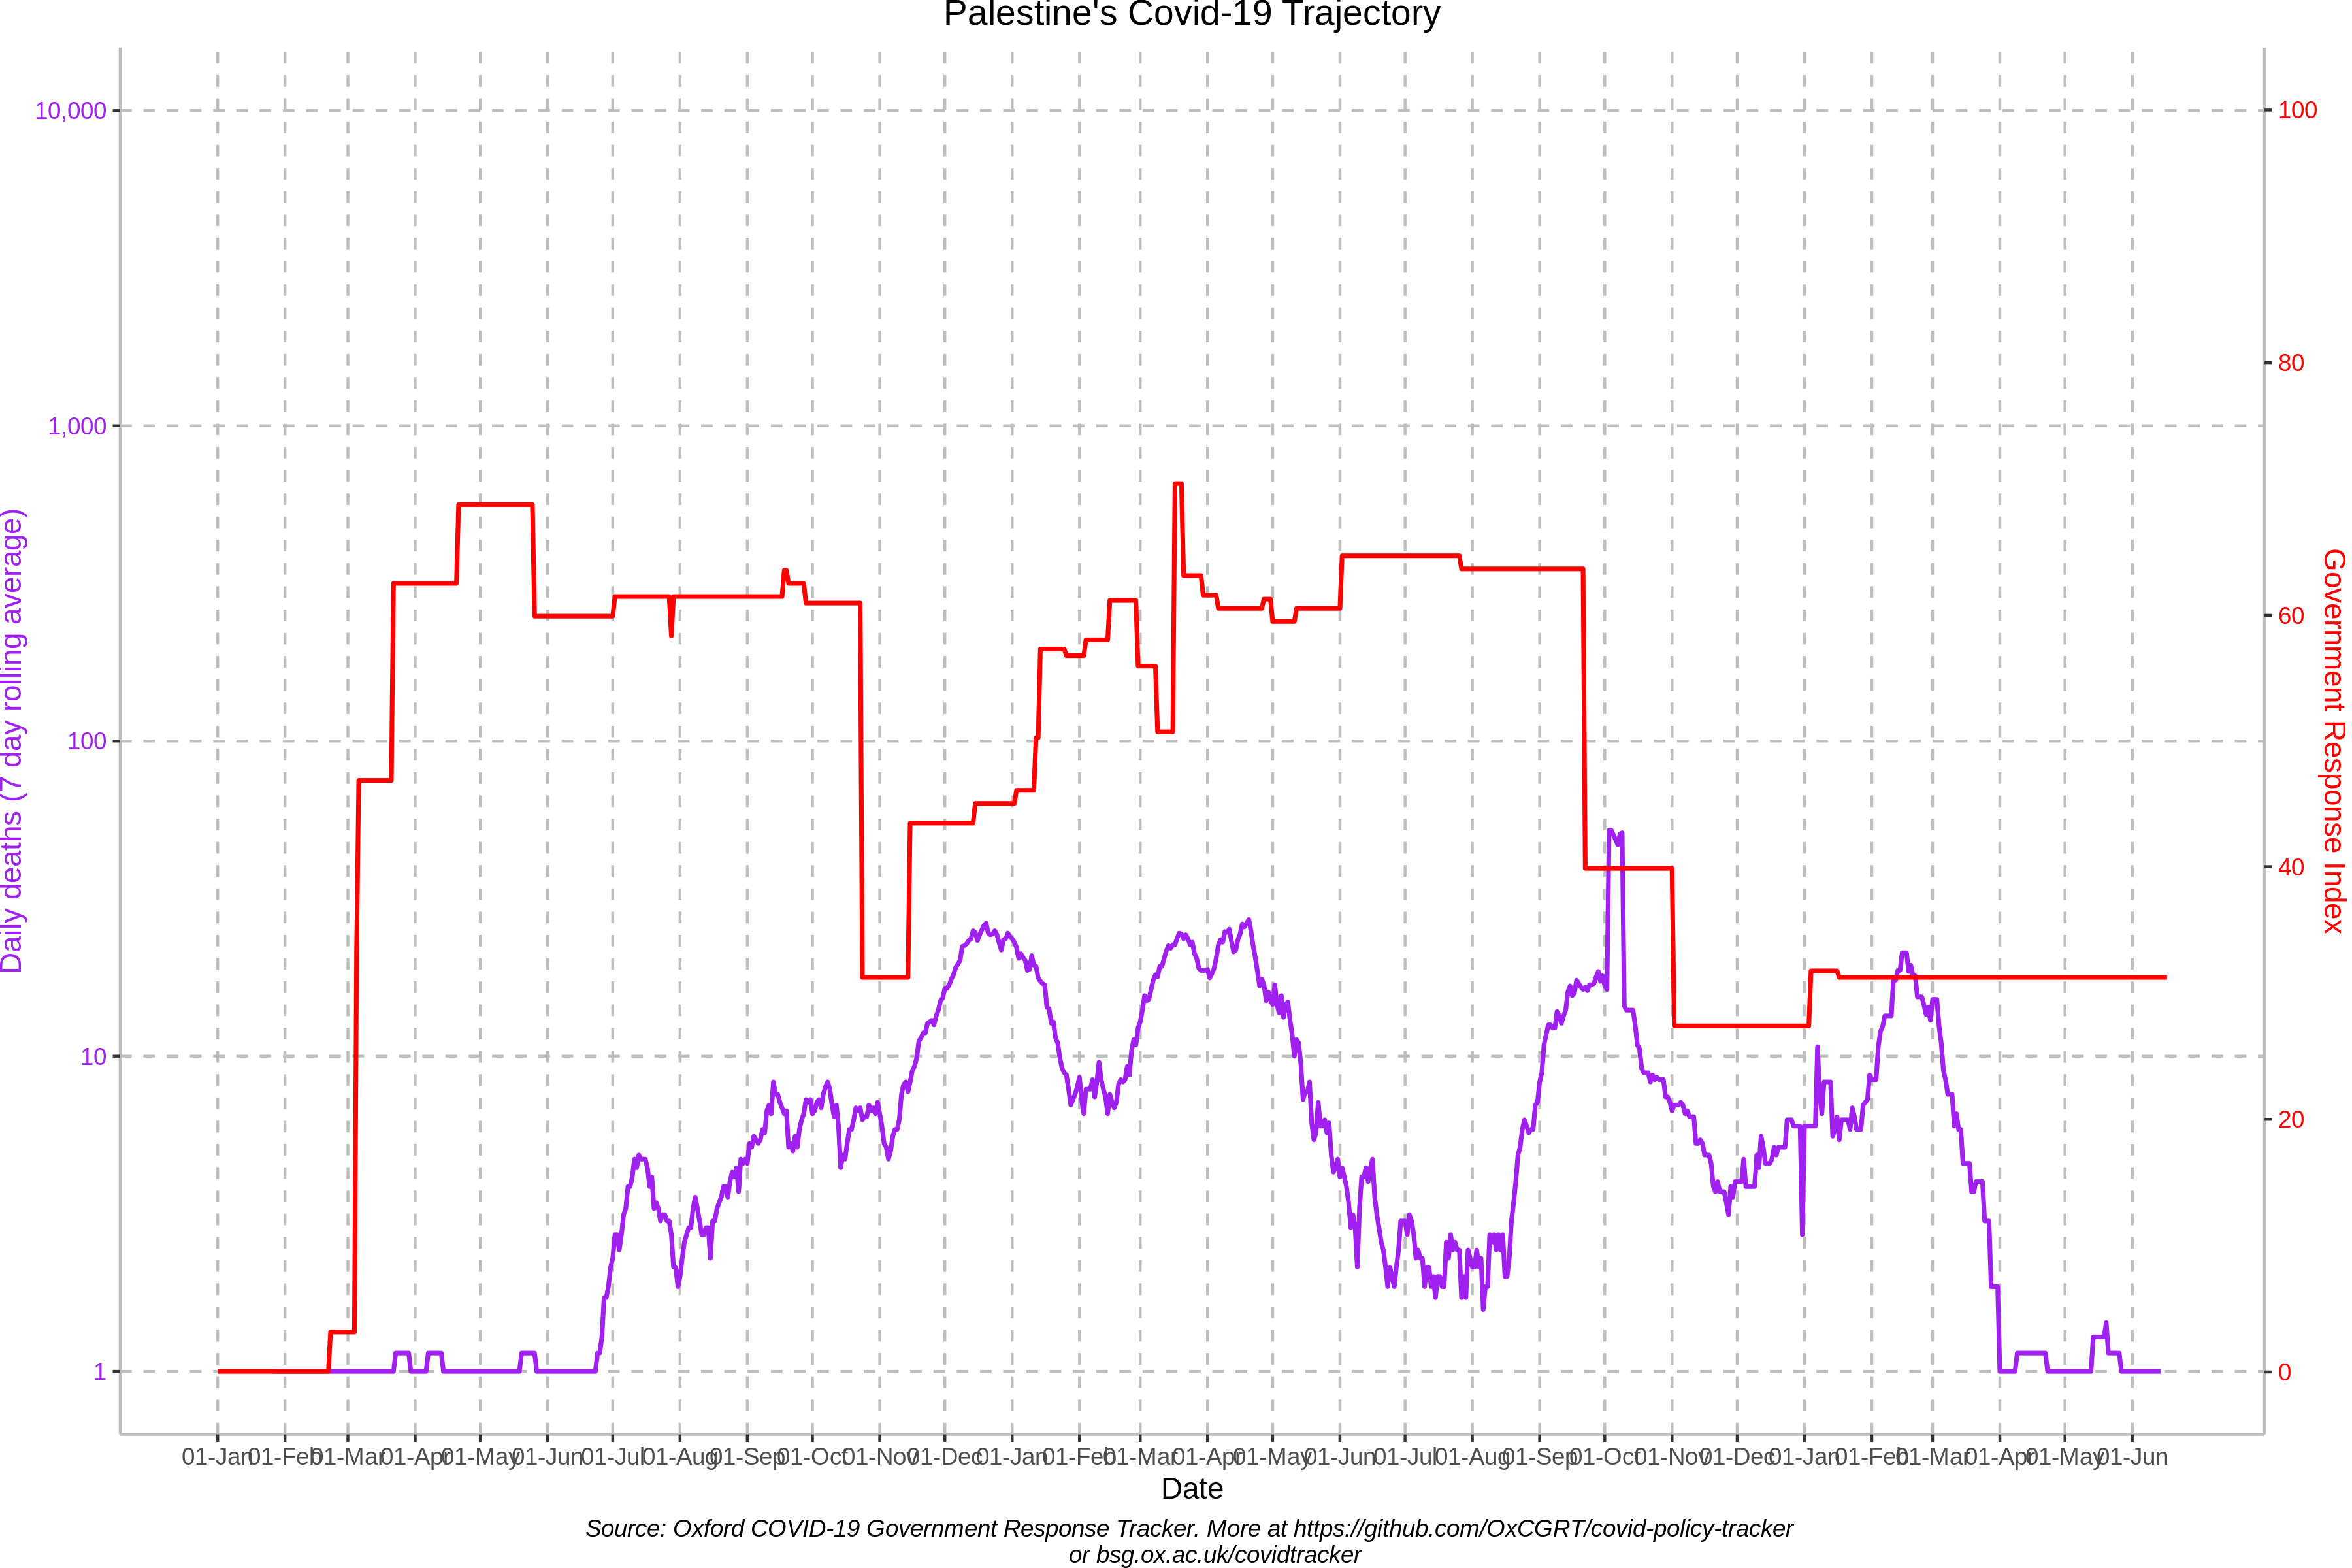 Palestine's Covid-19 Trajectory
Daily deaths (7 day rolling average)
10,000
1,000
100
10
1
100
80
60
40
20
0
Government Response Index
01-Jan 01-Feb 01-Mar 01-Apr 01-May 01-Jun 01-Jul 01-Aug 01-Sep 01-Oct 01-Nov 01-Dec 01-Jan 01-Feb 01-Mar 01-Apr 01-May 01-Jun 01-Jul 01-Aug 01-Sep 01-Oct 01-Nov 01-Dec 01-Jan 01-Feb 01-Mar 01-Apr 01-May 01-Jun
Date
Source: Oxford COVID-19 Government Response Tracker. More at https://github.com/OxCGRT/covid-policy-tracker
or bsg.ox.ac.uk/covidtracker